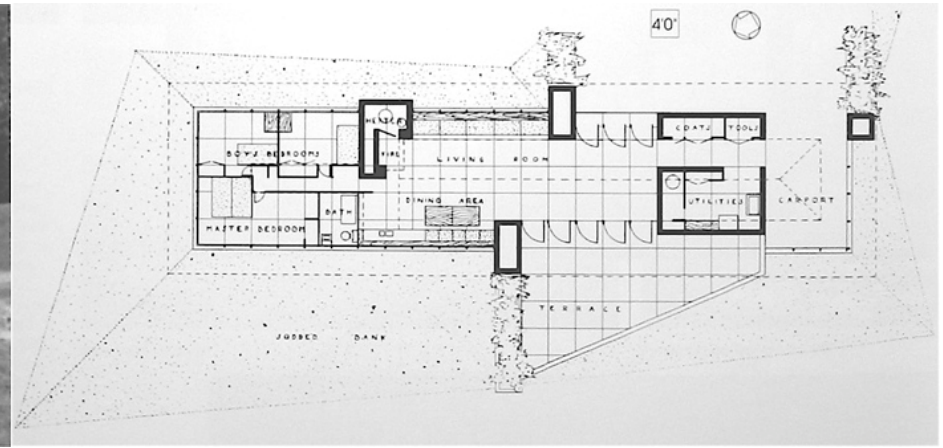 4'0"
HEATER
COATS
TOOLS
BOYS BEDROOMS
FIRE
LIVING ROOM
DINING AREA
BATH
UTILITIES
CARPORT
MASTER BEDROOM
TERRACE
SODDED BANK